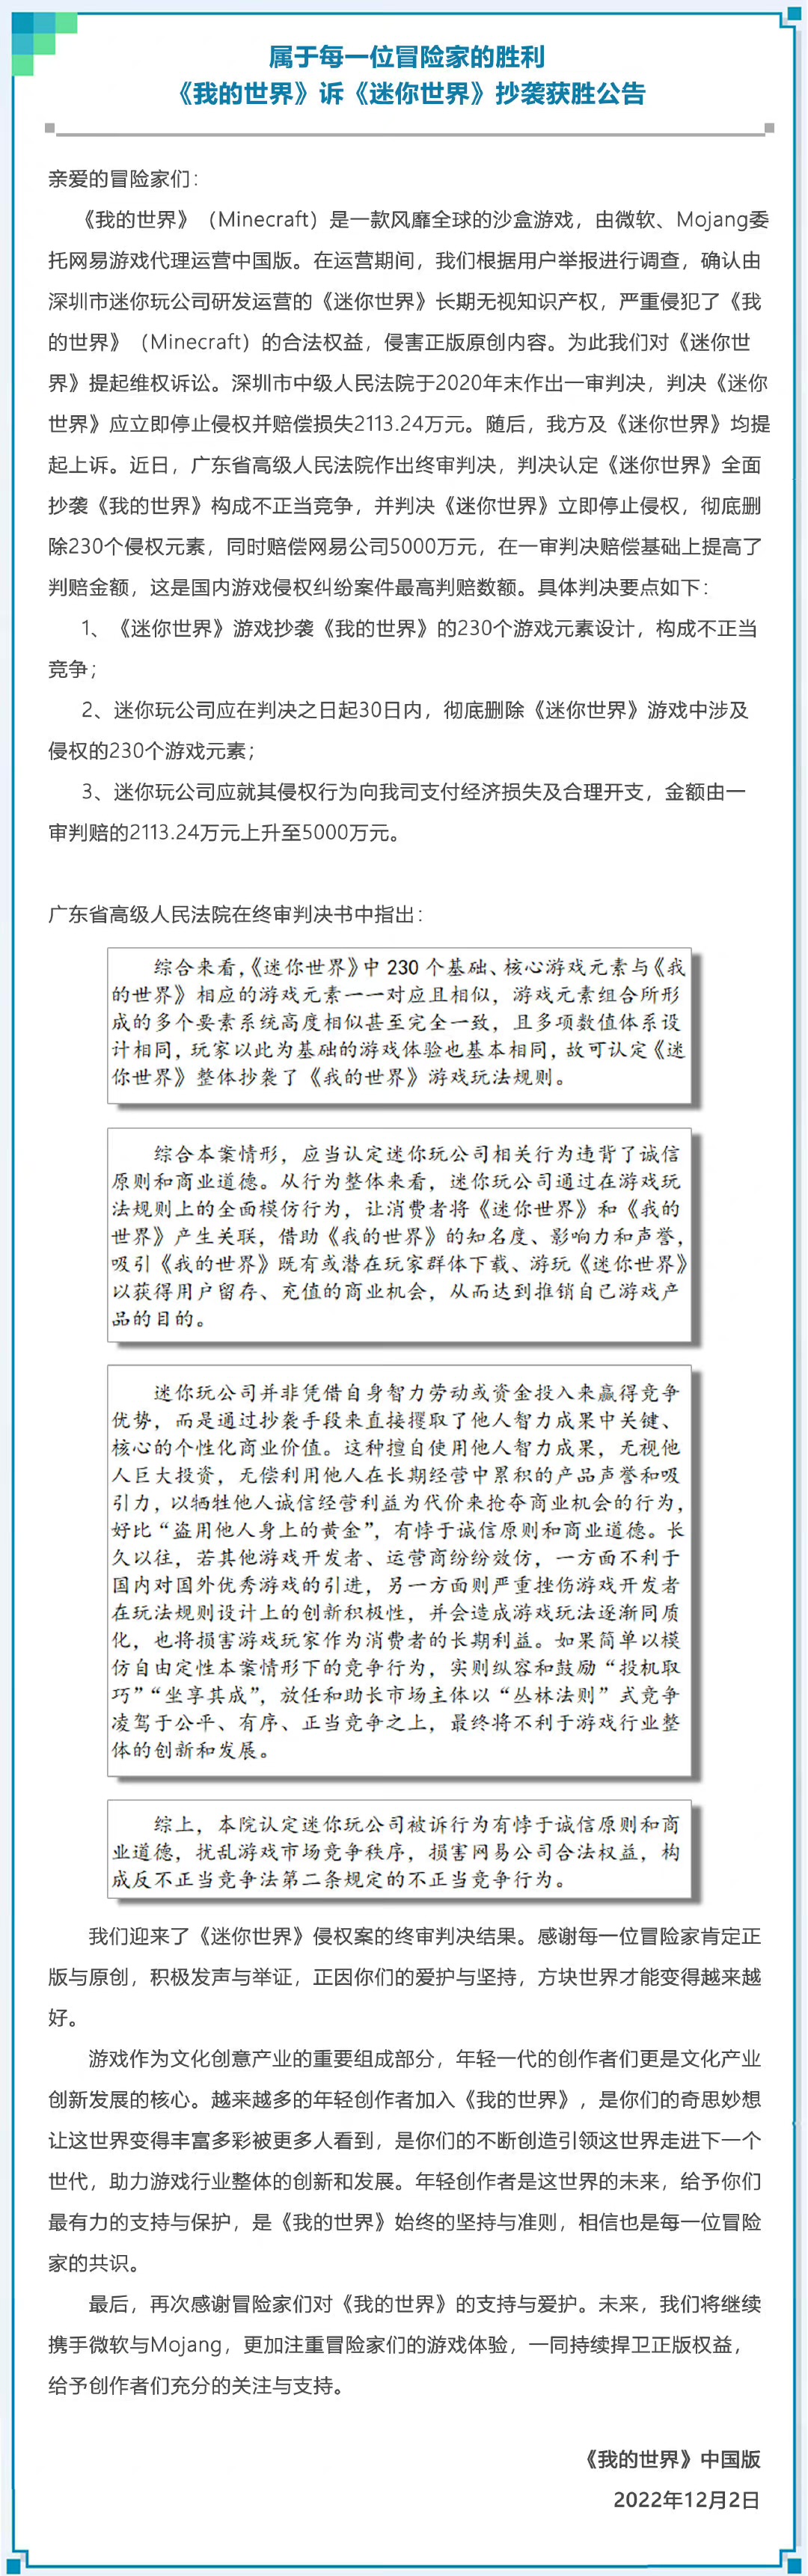 属于每一位冒险家的胜利
《我的世界》诉《迷你世界》抄袭获胜公告
亲爱的冒险家们：
《我的世界》（Minecraft）是一款风靡全球的沙盒游戏，由微软、Mojang委
托网易游戏代理运营中国版。在运营期间，我们根据用户举报进行调查，确认由
深圳市迷你玩公司研发运营的《迷你世界》长期无视知识产权，严重侵犯了《我
的世界》（Minecraft）的合法权益，侵害正版原创内容。为此我们对《迷你世
界》提起维权诉讼。深圳市中级人民法院于2020年末作出一审判决，判决《迷你
世界》应立即停止侵权并赔偿损失2113.24万元。随后，我方及《迷你世界》均提
起上诉。近日，广东省高级人民法院作出终审判决，判决认定《迷你世界》全面
抄袭《我的世界》构成不正当竞争，并判决《迷你世界》立即停止侵权，彻底删
除230个侵权元素，同时赔偿网易公司5000万元，在一审判决赔偿基础上提高了
判赔金额，这是国内游戏侵权纠纷案件最高判赔数额。具体判决要点如下：
1、《迷你世界》游戏抄袭《我的世界》的230个游戏元素设计，构成不正当
竞争；
2、迷你玩公司应在判决之日起30日内，彻底删除《迷你世界》游戏中涉及
侵权的230个游戏元素；
3、迷你玩公司应就其侵权行为向我司支付经济损失及合理开支，金额由一
审判赔的2113.24万元上升至5000万元。
广东省高级人民法院在终审判决书中指出：
综合来看，《迷你世界》中 230 个基础、核心游戏元素与《我
的世界》相应的游戏元素一一对应且相似，游戏元素组合所形
成的多个要素系统高度相似甚至完全一致，且多项数值体系设
计相同，玩家以此为基础的游戏体验也基本相同，故可认定《迷
你世界》整体抄袭了《我的世界》游戏玩法规则。
综合本案情形，应当认定迷你玩公司相关行为违背了诚信
原则和商业道德。从行为整体来看，迷你玩公司通过在游戏玩
法规则上的全面模仿行为，让消费者将《迷你世界》和《我的
世界》产生关联，借助《我的世界》的知名度、影响力和声誉，
吸引《我的世界》既有或潜在玩家群体下载、游玩《迷你世界》
以获得用户留存、充值的商业机会，从而达到推销自己游戏产
品的目的。
迷你玩公司并非凭借自身智力劳动或资金投入来赢得竞争
优势，而是通过抄袭手段来直接攫取了他人智力成果中关键、
核心的个性化商业价值。这种擅自使用他人智力成果，无视他
人巨大投资，无偿利用他人在长期经营中累积的产品声誉和吸
引力，以牺牲他人诚信经营利益为代价来抢夺商业机会的行为，
好比“盗用他人身上的黄金”，有悖于诚信原则和商业道德。长
久以往，若其他游戏开发者、运营商纷纷效仿，一方面不利于
国内对国外优秀游戏的引进，另一方面则严重挫伤游戏开发者
在玩法规则设计上的创新积极性，并会造成游戏玩法逐渐同质
化，也将损害游戏玩家作为消费者的长期利益。如果简单以模
仿自由定性本案情形下的竞争行为，实则纵容和鼓励“投机取
巧”“坐享其成”，放任和助长市场主体以“丛林法则”式竞争
凌驾于公平、有序、正当竞争之上，最终将不利于游戏行业整
体的创新和发展。
综上，本院认定迷你玩公司被诉行为有悖于诚信原则和商
业道德，扰乱游戏市场竞争秩序，损害网易公司合法权益，构
成反不正当竞争法第二条规定的不正当竞争行为。
我们迎来了《迷你世界》侵权案的终审判决结果。感谢每一位冒险家肯定正
版与原创，积极发声与举证，正因你们的爱护与坚持，方块世界才能变得越来越
好。
游戏作为文化创意产业的重要组成部分，年轻一代的创作者们更是文化产业
创新发展的核心。越来越多的年轻创作者加入《我的世界》，是你们的奇思妙想
让这世界变得丰富多彩被更多人看到，是你们的不断创造引领这世界走进下一个
世代，助力游戏行业整体的创新和发展。年轻创作者是这世界的未来，给予你们
最有力的支持与保护，是《我的世界》始终的坚持与准则，相信也是每一位冒险
家的共识。
最后，再次感谢冒险家们对《我的世界》的支持与爱护。未来，我们将继续
携手微软与Mojang，更加注重冒险家们的游戏体验，一同持续捍卫正版权益，
给予创作者们充分的关注与支持。
《我的世界》中国版
2022年12月2日